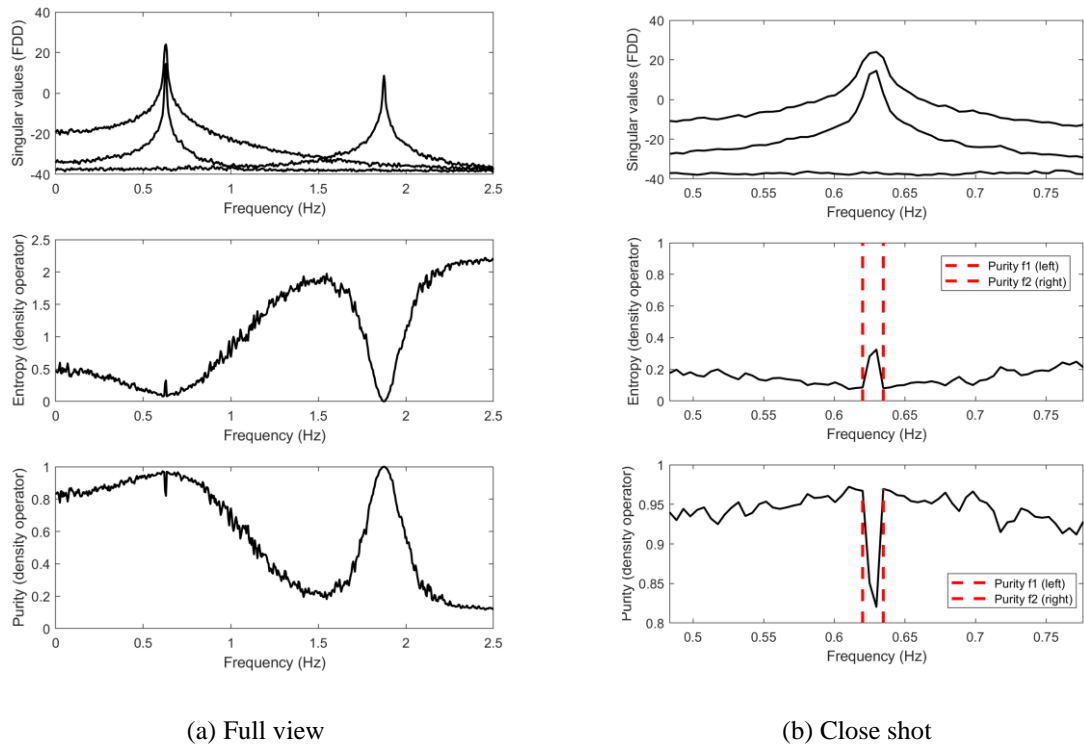 40
20
0
-20
-40
Singular values (FDD)
0 0.5 1 1.5 2 2.5
Frequency (Hz)
2.5
2
1.5
1
0.5
0
Entropy (density operator)
0 0.5 1 1.5 2 2.5
Frequency (Hz)
1
0.8
0.6
0.4
0.2
0
Purity (density operator)
0 0.5 1 1.5 2 2.5
Frequency (Hz)
(a) Full view
40
20
0
-20
-40
Singular values (FDD)
0.5 0.55 0.6 0.65 0.7 0.75
Frequency (Hz)
1
0.8
0.6
0.4
0.2
0
Entropy (density operator)
Purity f1 (left)
Purity f2 (right)
0.5 0.55 0.6 0.65 0.7 0.75
Frequency (Hz)
1
0.95
0.9
0.85
0.8
Purity (density operator)
Purity f1 (left)
Purity f2 (right)
0.5 0.55 0.6 0.65 0.7 0.75
Frequency (Hz)
(b) Close shot